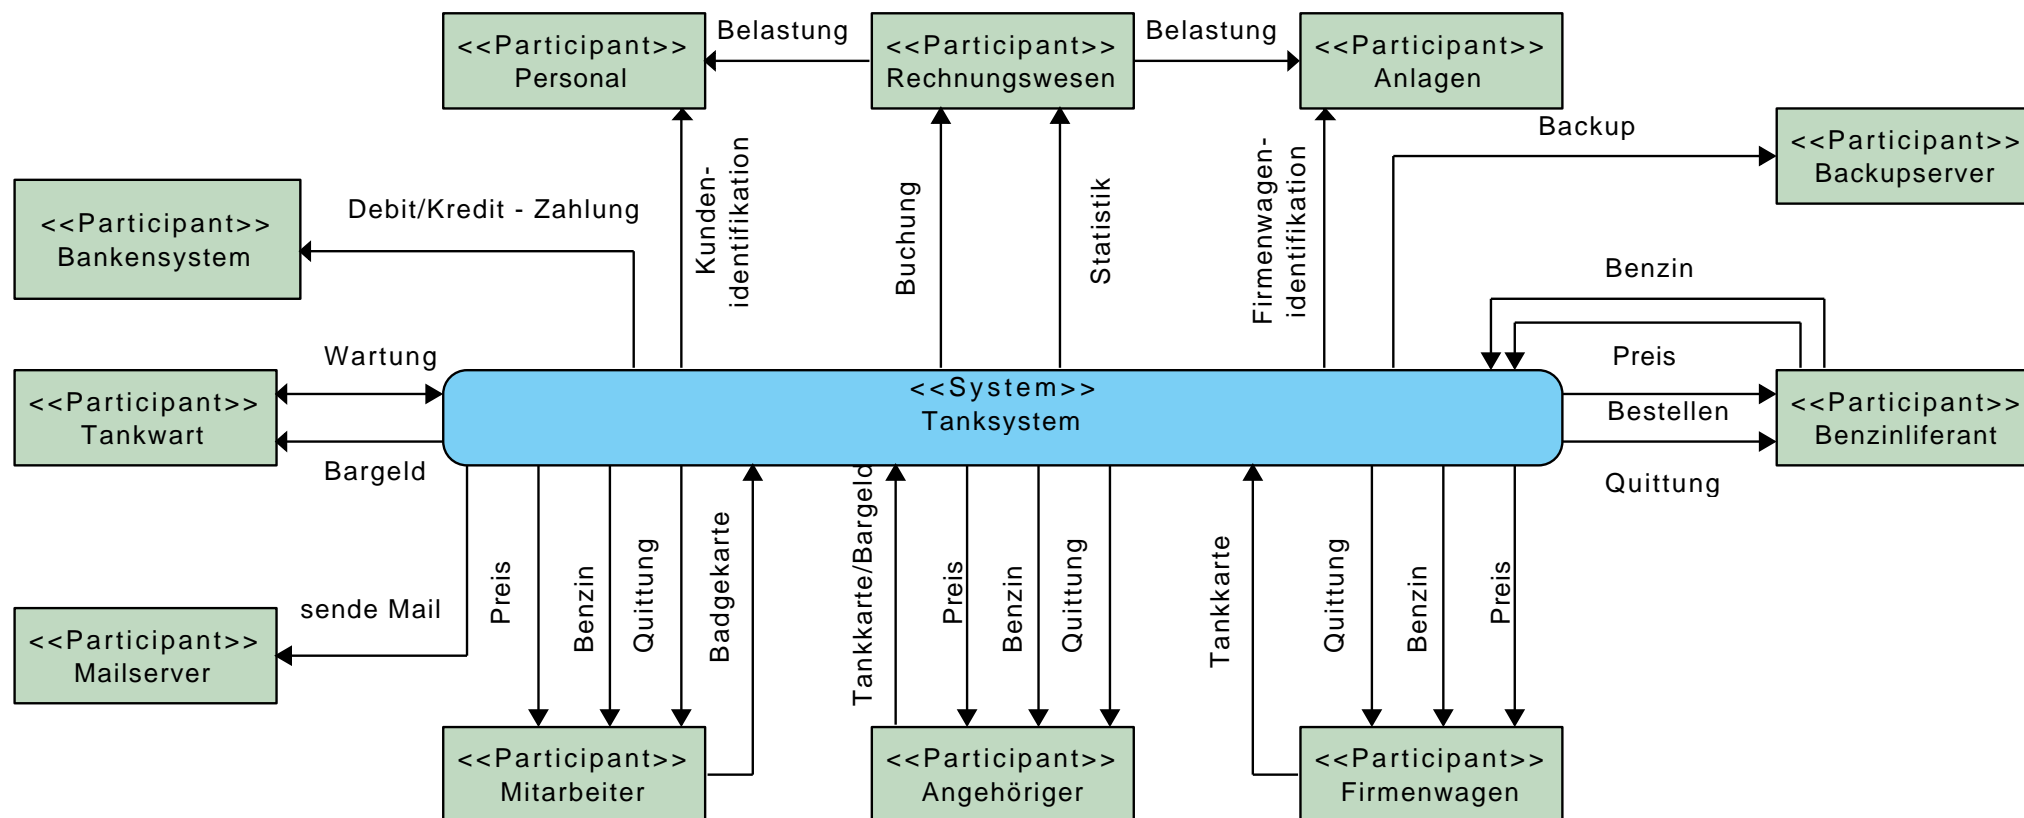 <<Participant>>
Personal
Belastung
<<Participant>>
Rechnungswesen
Belastung
<<Participant>>
Anlagen
Backup
<<Participant>>
Backupserver
<<Participant>>
Bankensystem
Debit/Kredit - Zahlung
Kunden-
identifikation
Buchung
Statistik
Firmenwagen-
identifikation
Benzin
Preis
<<Participant>>
Tankwart
Wartung
Bargeld
<<System>>
Tanksystem
Bestellen
Quittung
<<Participant>>
Benzinliferant
<<Participant>>
Mailserver
sende Mail
Preis
Benzin
Quittung
Badgekarte
Tankkarte/Bargeld
Preis
Benzin
Quittung
Tankkarte
Quittung
Benzin
Preis
<<Participant>>
Mitarbeiter
<<Participant>>
Angehöriger
<<Participant>>
Firmenwagen